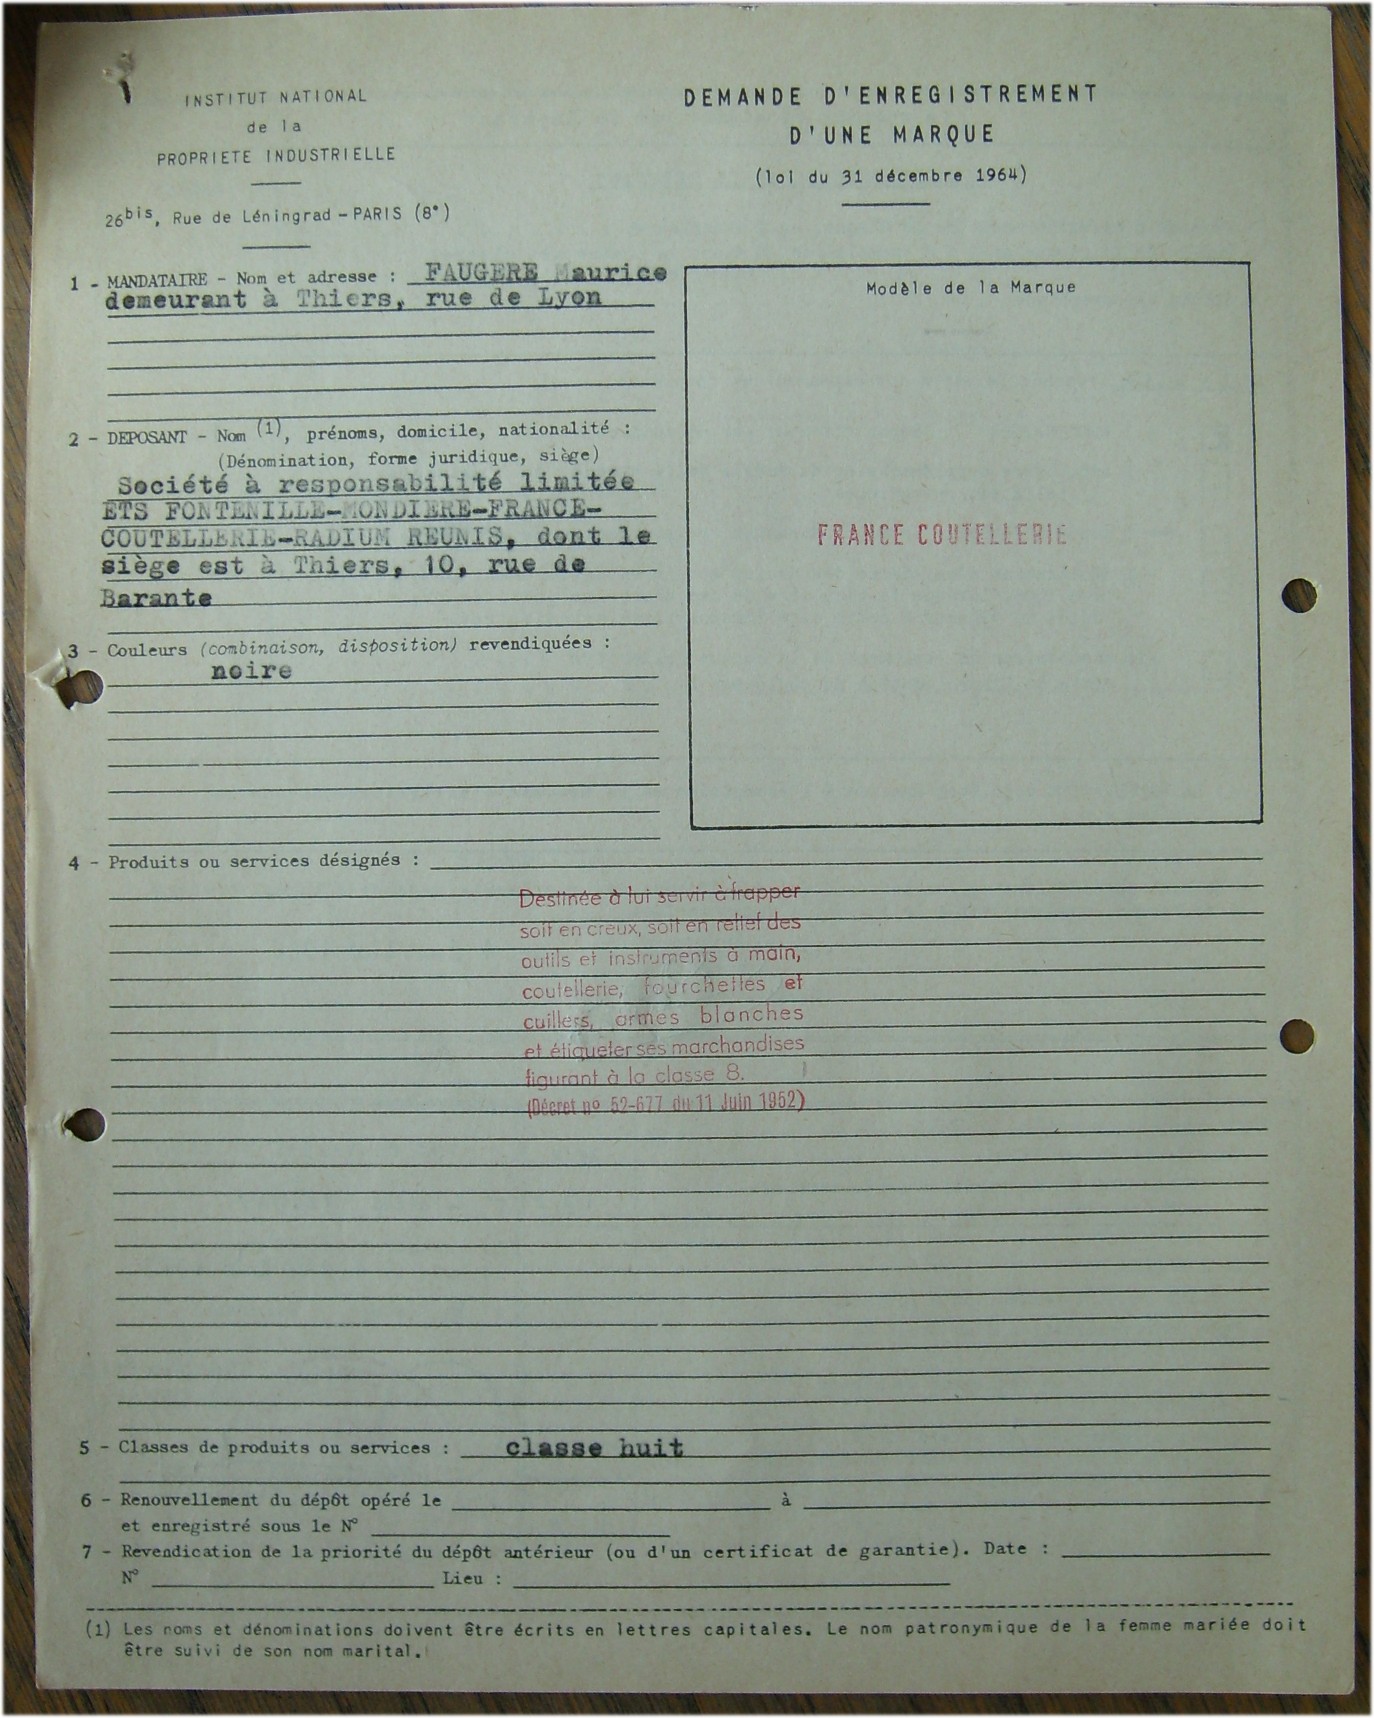 INSTITUT NATIONAL
de la
PROPRIETE INDUSTRIELLE
26bis, Rue de Léningrad – PARIS (8°)
DEMANDE D'ENREGISTREMENT
D'UNE MARQUE
(loi du 31 décembre 1964)
1 - MANDATAIRE - Nom et adresse : FAUGERE Maurice
demeurant à Thiers, rue de Lyon
2 - DEPOSANT - Nom (1), prénoms, domicile, nationalité :
(Dénomination, forme juridique, siège)
Société à responsabilité limitée
ETS FONTENILLE-MONDIERE-FRANCE-
COUTELLERIE-RADIUM REUNIS, dont le
siège est à Thiers, 10, rue de
Barante
3 - Couleurs (combinaison, disposition) revendiquées :
noire
Modèle de la Marque
FRANCE COUTELLERIE
4 - Produits ou services désignés :
Destinée à lui servir à frapper
soit en creux, soit en relief des
outils et instruments à main,
coutellerie, fourchettes et
cuillers, armes blanches
et étiqueter ses marchandises
figurant à la classe 8.
(Décret nº 52-677 du 11 Juin 1952)
5 - Classes de produits ou services : classe huit
6 - Renouvellement du dépôt opéré le à
et enregistré sous le N°
7 - Revendication de la priorité du dépôt antérieur (ou d'un certificat de garantie). Date :
N° Lieu :
(1) Les noms et dénominations doivent être écrits en lettres capitales. Le nom patronymique de la femme mariée doit
être suivi de son nom marital.